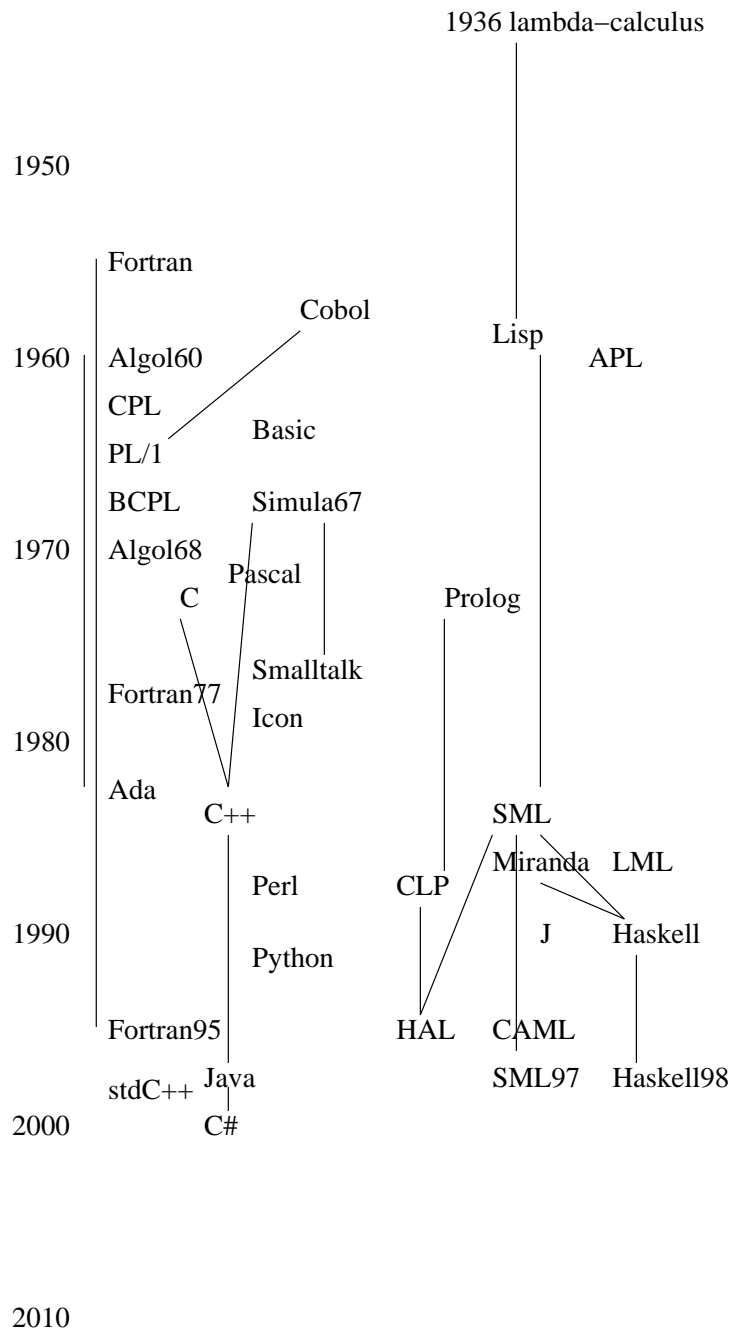 1936 lambda−calculus
1950
Fortran
Cobol
Lisp
1960 Algol60 APL
CPL
Basic
PL/1
BCPL Simula67
1970 Algol68
Pascal
C Prolog
Smalltalk
Fortran77
Icon
1980
Ada
C++ SML
Miranda LML
Perl CLP
1990 J Haskell
Python
Fortran95 HAL CAML
Java SML97 Haskell98
stdC++
2000 C#
2010